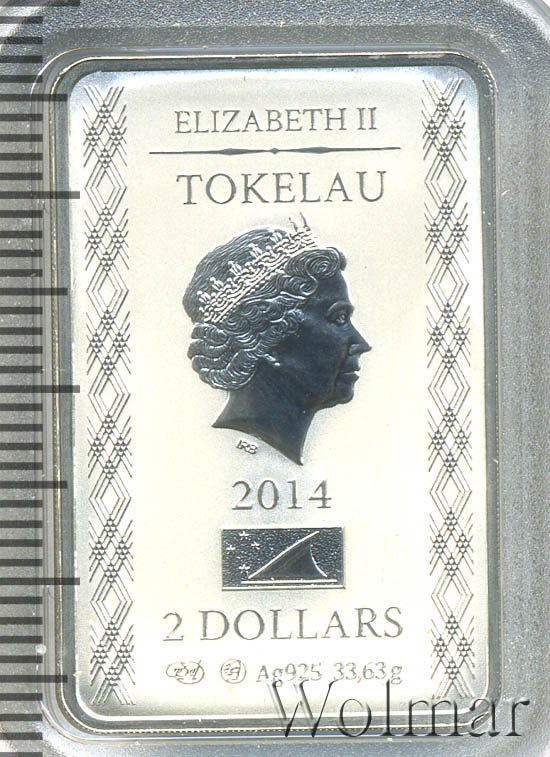 ELIZABETH II
TOKELAU
IRB
2014
2 DOLLARS
Ag925 33,63g
Wolmar